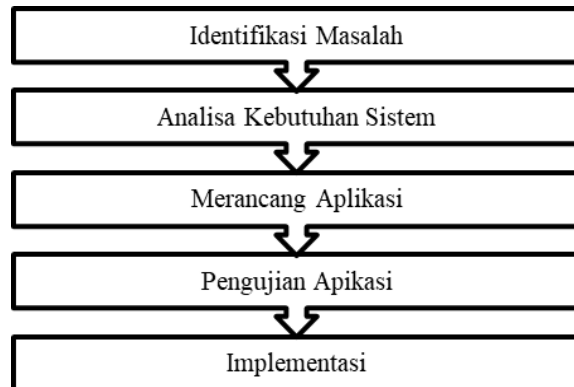 Identifikasi Masalah
Analisa Kebutuhan Sistem
Merancang Aplikasi
Pengujian Apikasi
Implementasi